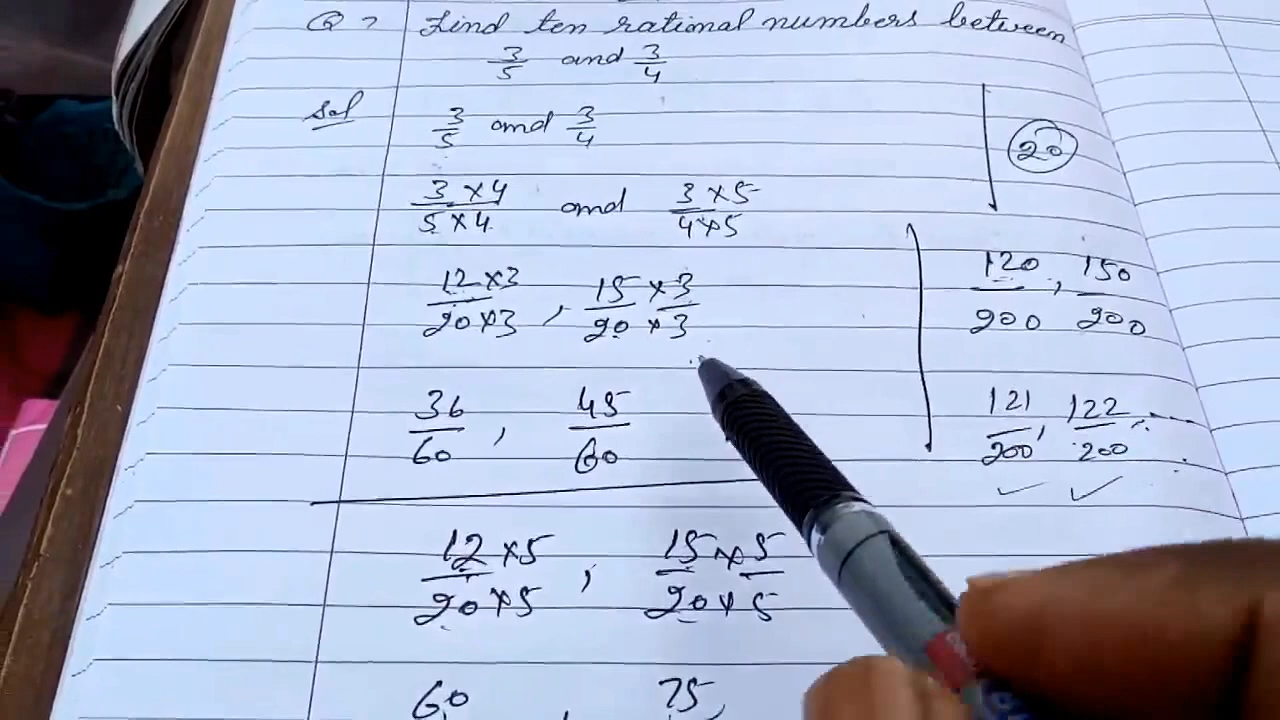 Q 7 Find ten rational numbers between
3/5 and 3/4
Sol 3/5 and 3/4
20
3 × 4 / 5 × 4 and 3 × 5 / 4 × 5
12 × 3 / 20 × 3 , 15 × 3 / 20 × 3
120 / 200 , 150 / 200
36 / 60 , 45 / 60
121 / 200 , 122 / 200
12 × 5 / 20 × 5 , 15 × 5 / 20 × 5
60 , 75